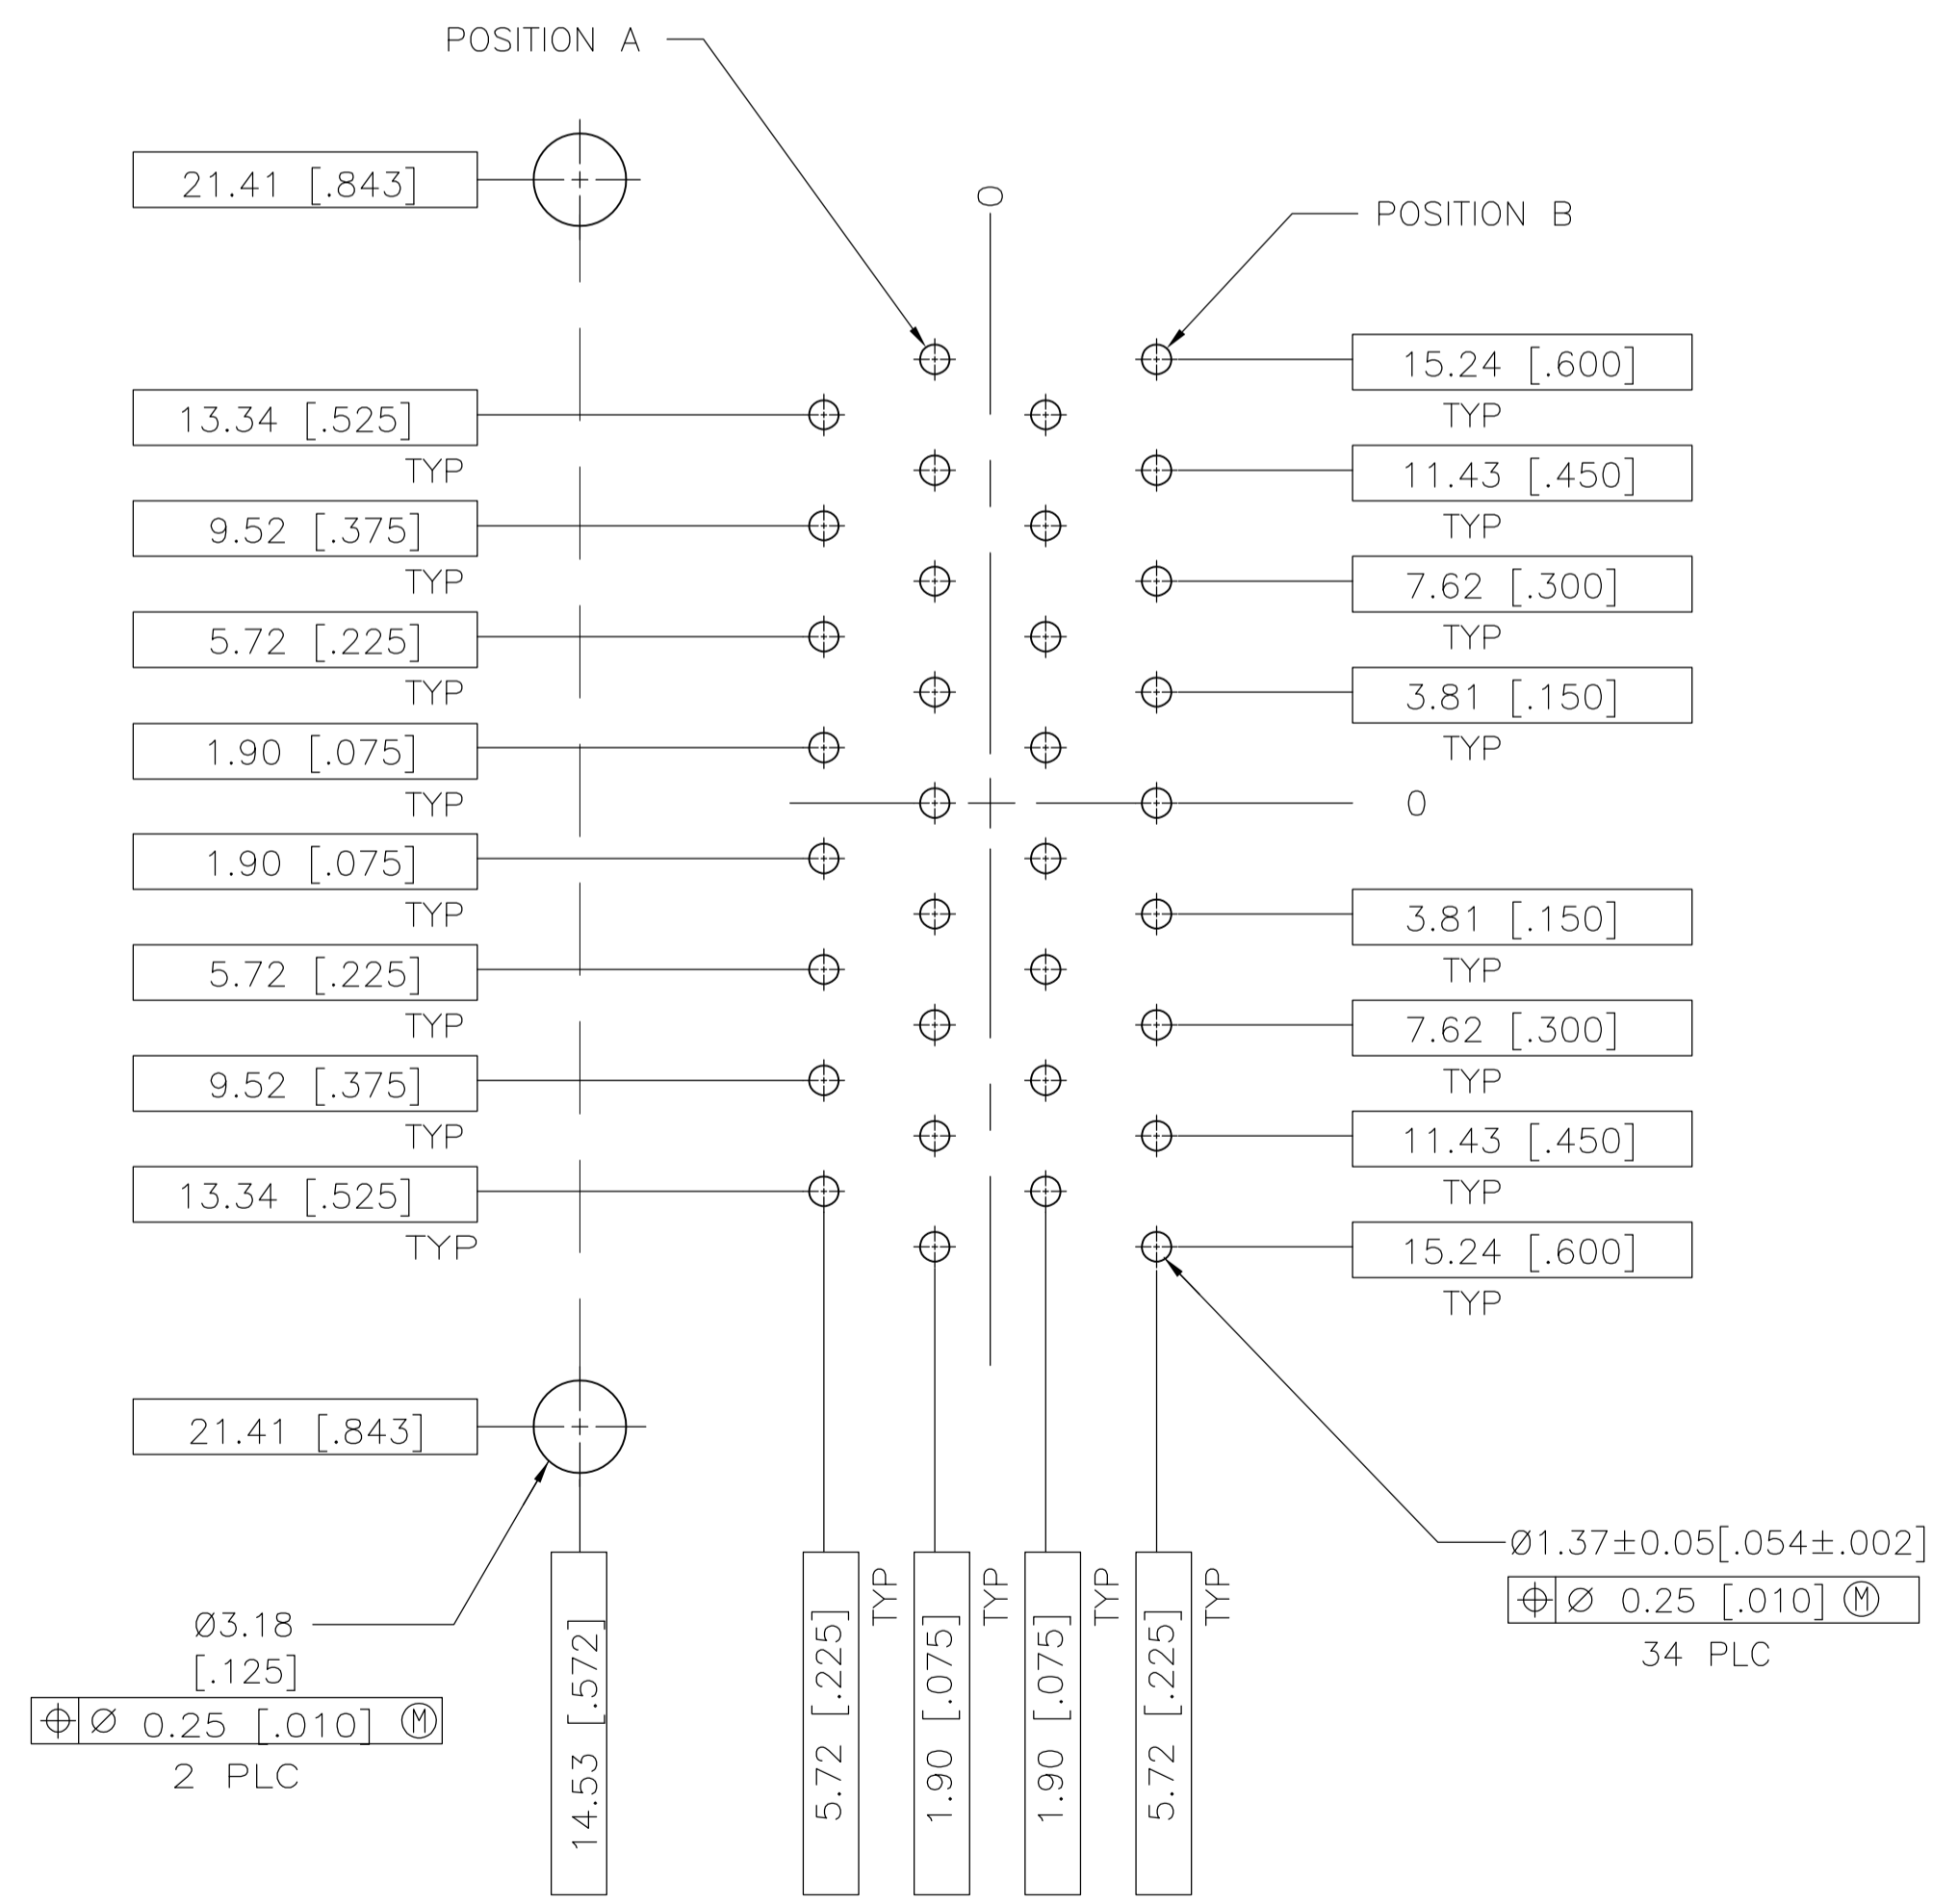 POSITION A
21.41 [.843]
0
POSITION B
15.24 [.600]
TYP
13.34 [.525]
TYP
11.43 [.450]
TYP
9.52 [.375]
TYP
7.62 [.300]
TYP
5.72 [.225]
TYP
3.81 [.150]
TYP
1.90 [.075]
TYP
0
1.90 [.075]
TYP
3.81 [.150]
TYP
5.72 [.225]
TYP
7.62 [.300]
TYP
9.52 [.375]
TYP
11.43 [.450]
TYP
13.34 [.525]
TYP
15.24 [.600]
TYP
21.41 [.843]
Ø3.18
[.125]
⌖ Ø 0.25 [.010] Ⓜ
2 PLC
14.53 [.572]
5.72 [.225]
TYP
1.90 [.075]
TYP
1.90 [.075]
TYP
5.72 [.225]
TYP
Ø1.37±0.05[.054±.002]
⌖ Ø 0.25 [.010] Ⓜ
34 PLC